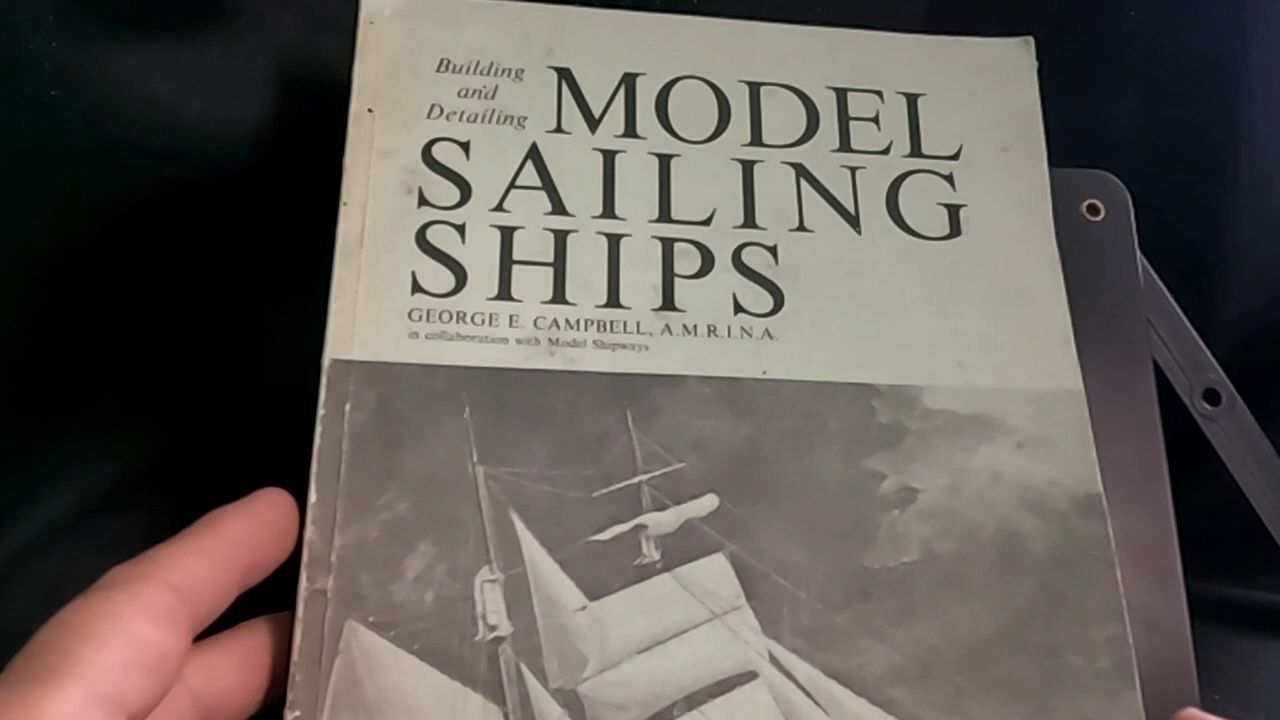 Building
and
Detailing
MODEL
SAILING
SHIPS
GEORGE E. CAMPBELL, A.M.R.I.N.A.
in collaboration with Model Shipways